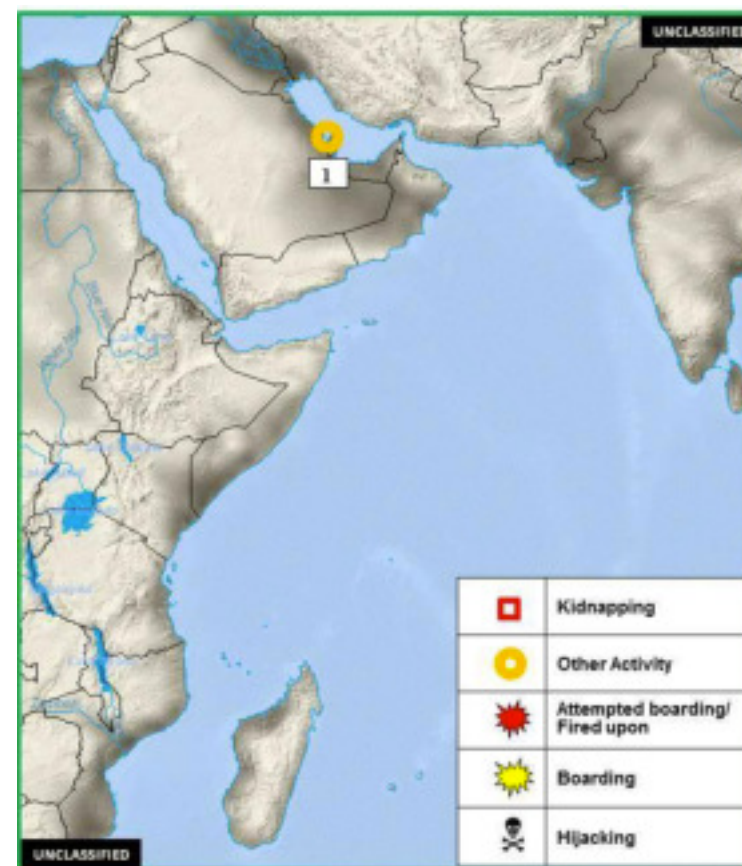 UNCLASSIFIED
1
Kidnapping
Other Activity
Attempted boarding/
Fired upon
Boarding
Hijacking
UNCLASSIFIED